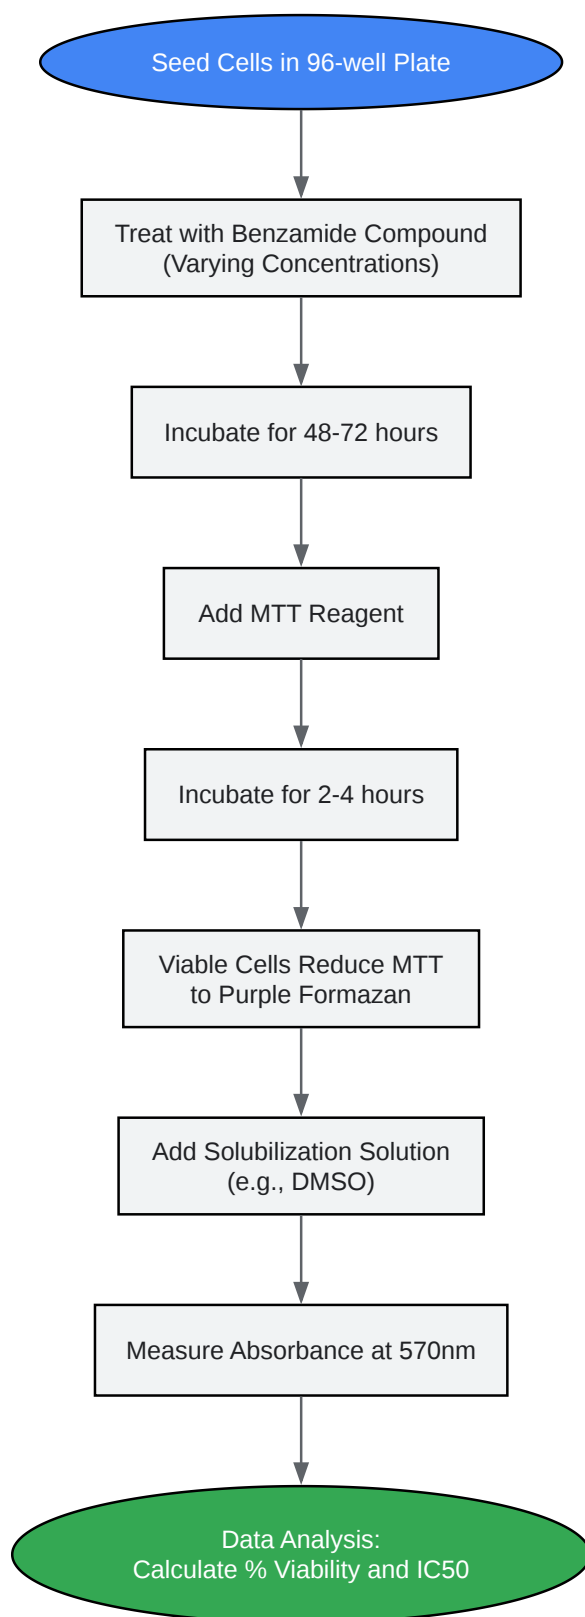 Seed Cells in 96-well Plate
Treat with Benzamide Compound
(Varying Concentrations)
Incubate for 48-72 hours
Add MTT Reagent
Incubate for 2-4 hours
Viable Cells Reduce MTT
to Purple Formazan
Add Solubilization Solution
(e.g., DMSO)
Measure Absorbance at 570nm
Data Analysis:
Calculate % Viability and IC50